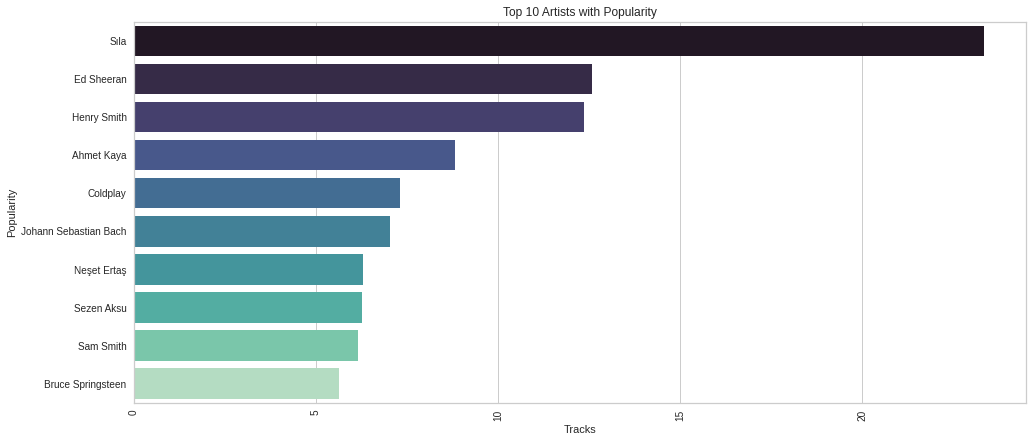 Top 10 Artists with Popularity
Sıla
Ed Sheeran
Henry Smith
Ahmet Kaya
Coldplay
Johann Sebastian Bach
Neşet Ertaş
Sezen Aksu
Sam Smith
Bruce Springsteen
Popularity
0
5
10
15
20
Tracks